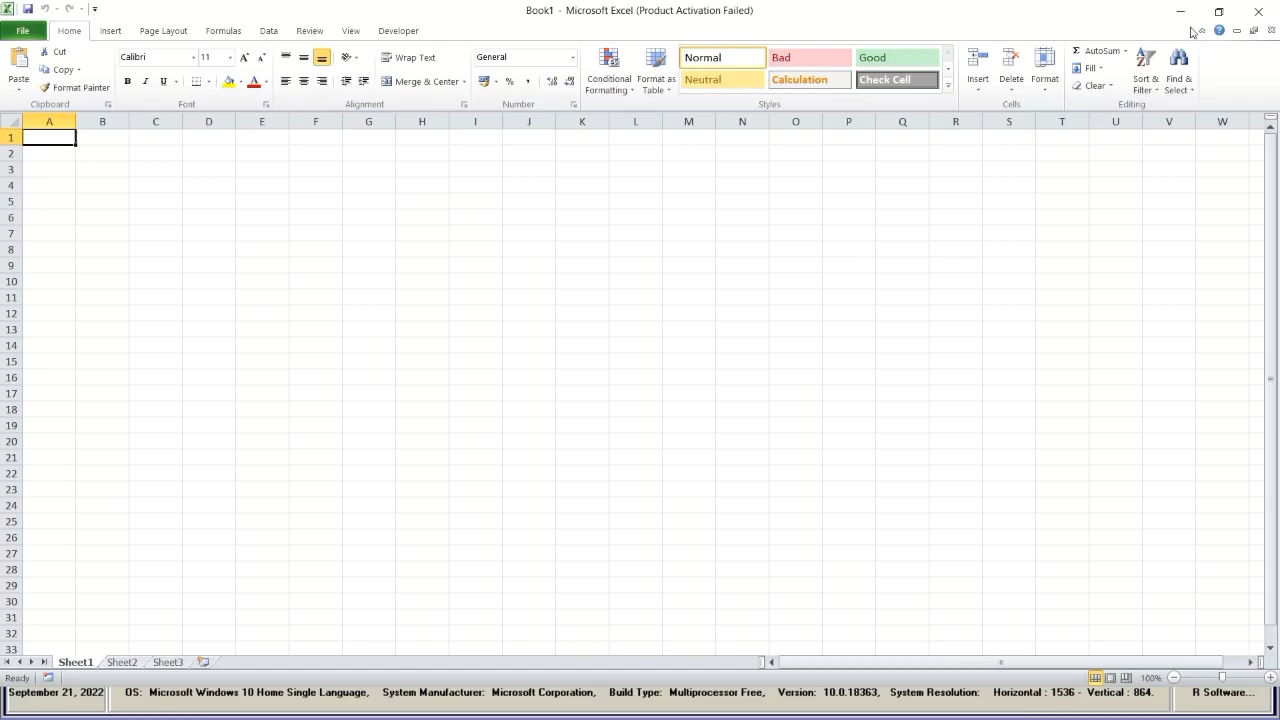 Book1 - Microsoft Excel (Product Activation Failed)
File Home Insert Page Layout Formulas Data Review View Developer
Paste
Cut
Copy
Format Painter
Clipboard
Calibri 11
B I U
Font
Wrap Text
Merge & Center
Alignment
General
% ,
Number
Conditional Formatting
Format as Table
Normal Bad Good
Neutral Calculation Check Cell
Styles
Insert Delete Format
Cells
Σ AutoSum
Fill
Clear
Sort & Filter
Find & Select
Editing
A B C D E F G H I J K L M N O P Q R S T U V W
1
2
3
4
5
6
7
8
9
10
11
12
13
14
15
16
17
18
19
20
21
22
23
24
25
26
27
28
29
30
31
32
33
Sheet1 Sheet2 Sheet3
Ready 100%
September 21, 2022 OS: Microsoft Windows 10 Home Single Language, System Manufacturer: Microsoft Corporation, Build Type: Multiprocessor Free, Version: 10.0.18363, System Resolution: Horizontal : 1536 - Vertical : 864. R Software...